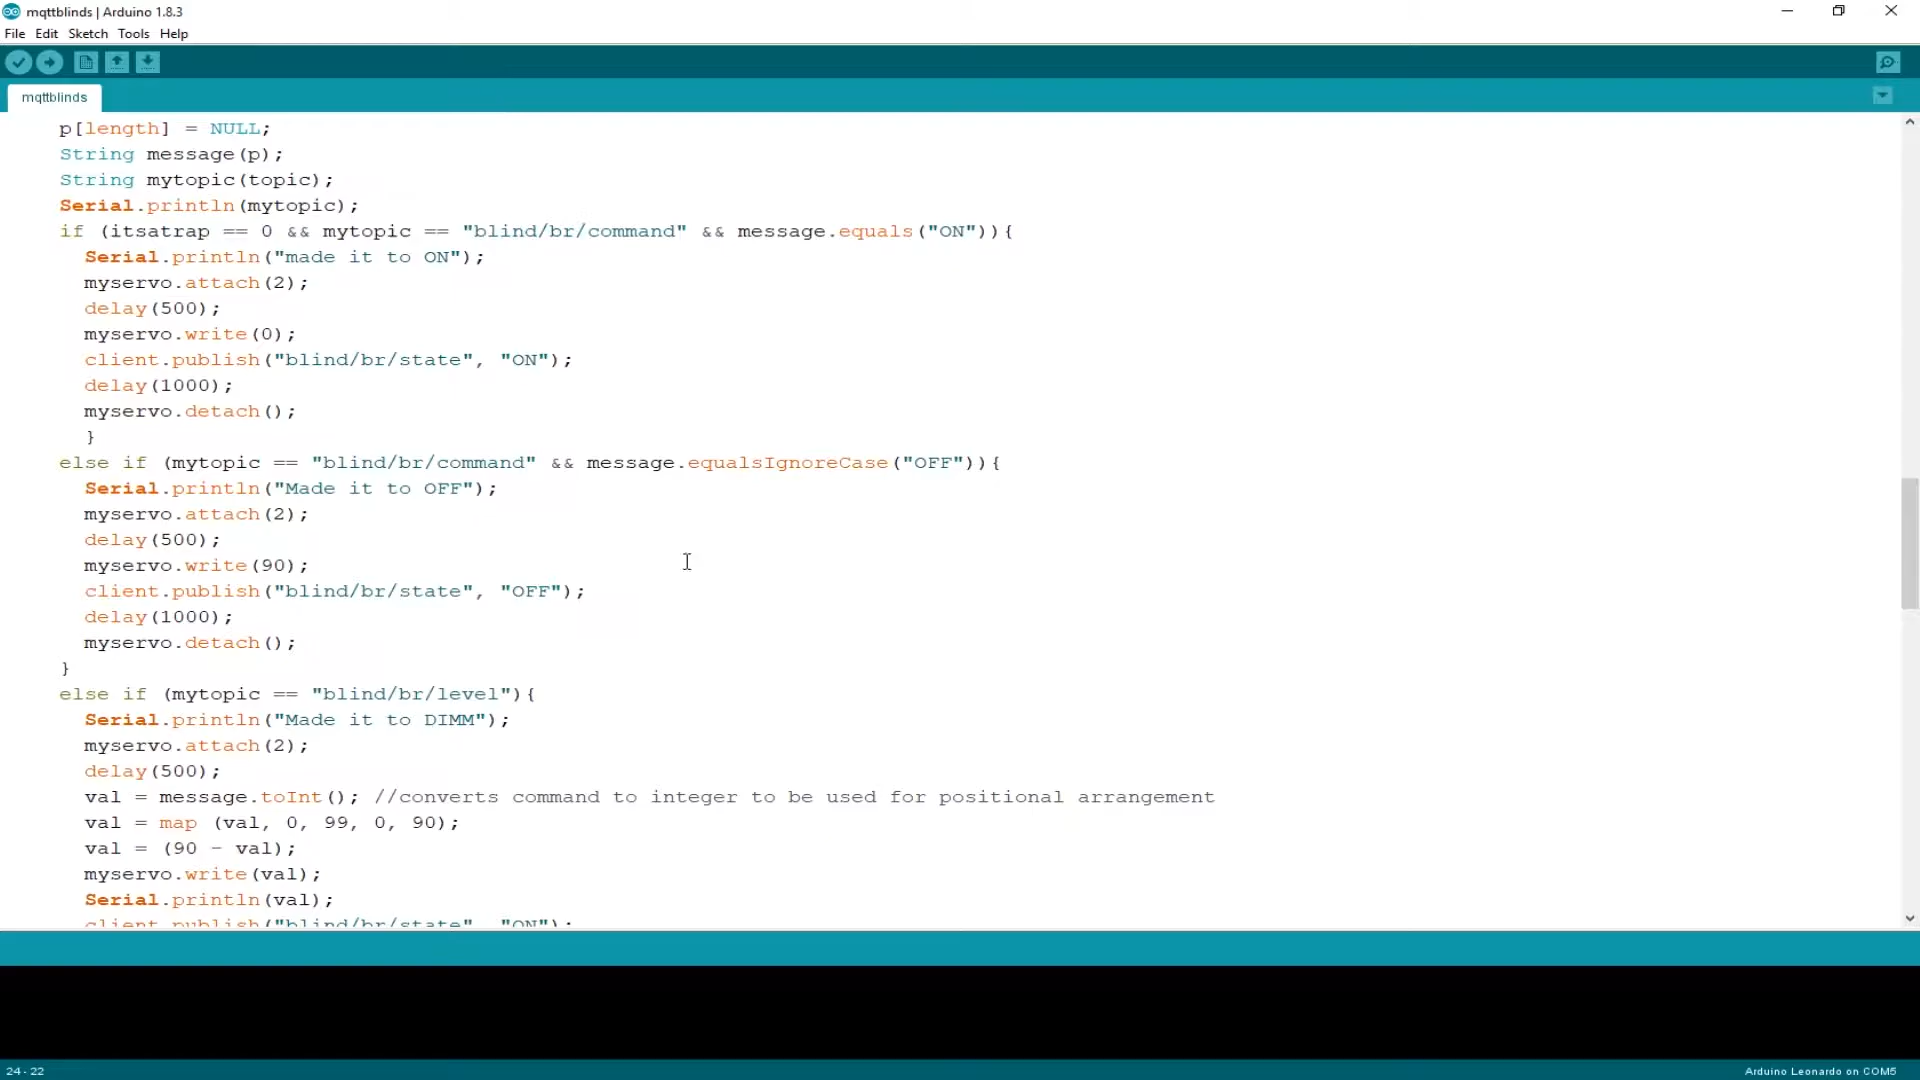 mqttblinds | Arduino 1.8.3
File Edit Sketch Tools Help
mqttblinds
p[length] = NULL;
String message(p);
String mytopic(topic);
Serial.println(mytopic);
if (itsatrap == 0 && mytopic == "blind/br/command" && message.equals("ON")){
Serial.println("made it to ON");
myservo.attach(2);
delay(500);
myservo.write(0);
client.publish("blind/br/state", "ON");
delay(1000);
myservo.detach();
}
else if (mytopic == "blind/br/command" && message.equalsIgnoreCase("OFF")){
Serial.println("Made it to OFF");
myservo.attach(2);
delay(500);
myservo.write(90);
client.publish("blind/br/state", "OFF");
delay(1000);
myservo.detach();
}
else if (mytopic == "blind/br/level"){
Serial.println("Made it to DIMM");
myservo.attach(2);
delay(500);
val = message.toInt(); //converts command to integer to be used for positional arrangement
val = map (val, 0, 99, 0, 90);
val = (90 - val);
myservo.write(val);
Serial.println(val);
client.publish("blind/br/state", "ON");
24 - 22
Arduino Leonardo on COM5